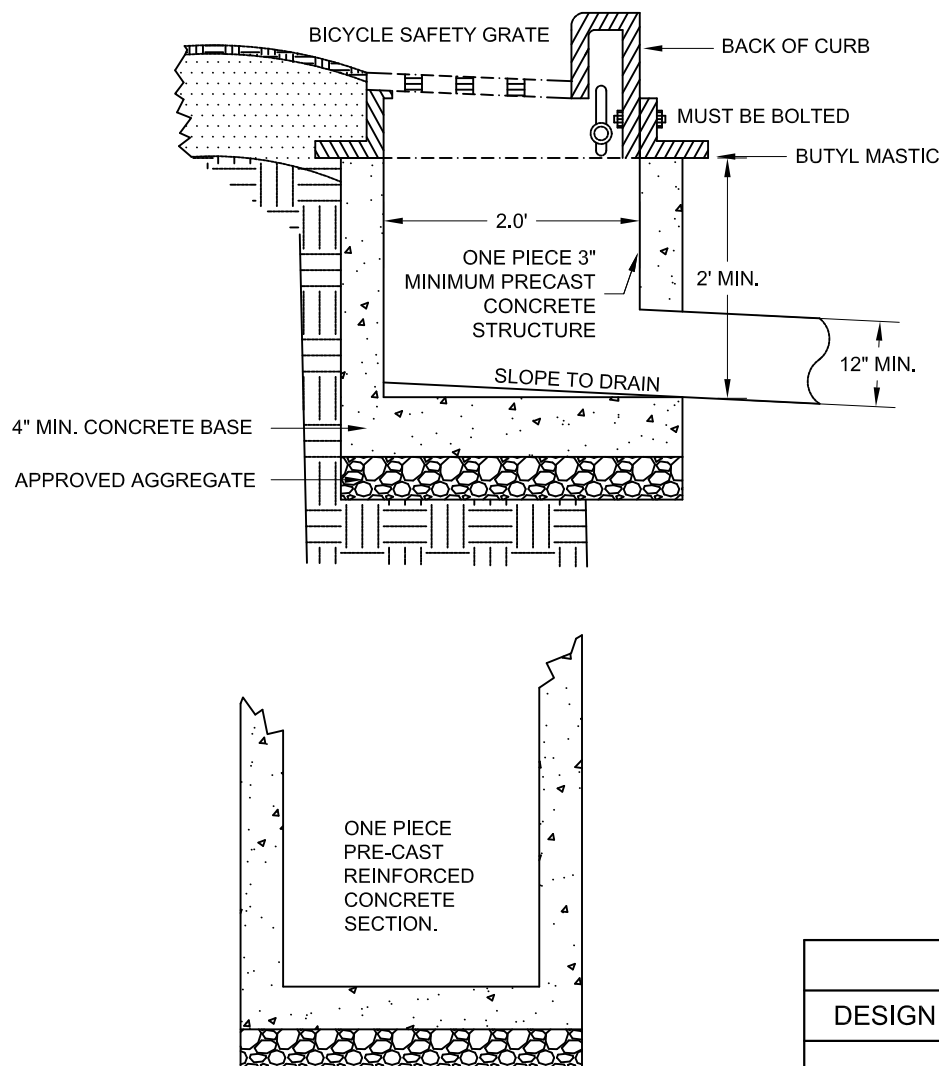 BICYCLE SAFETY GRATE
BACK OF CURB
MUST BE BOLTED
BUTYL MASTIC
2.0'
ONE PIECE 3"
MINIMUM PRECAST
CONCRETE
STRUCTURE
2' MIN.
12" MIN.
SLOPE TO DRAIN
4" MIN. CONCRETE BASE
APPROVED AGGREGATE
ONE PIECE
PRE-CAST
REINFORCED
CONCRETE
SECTION.
DESIGN